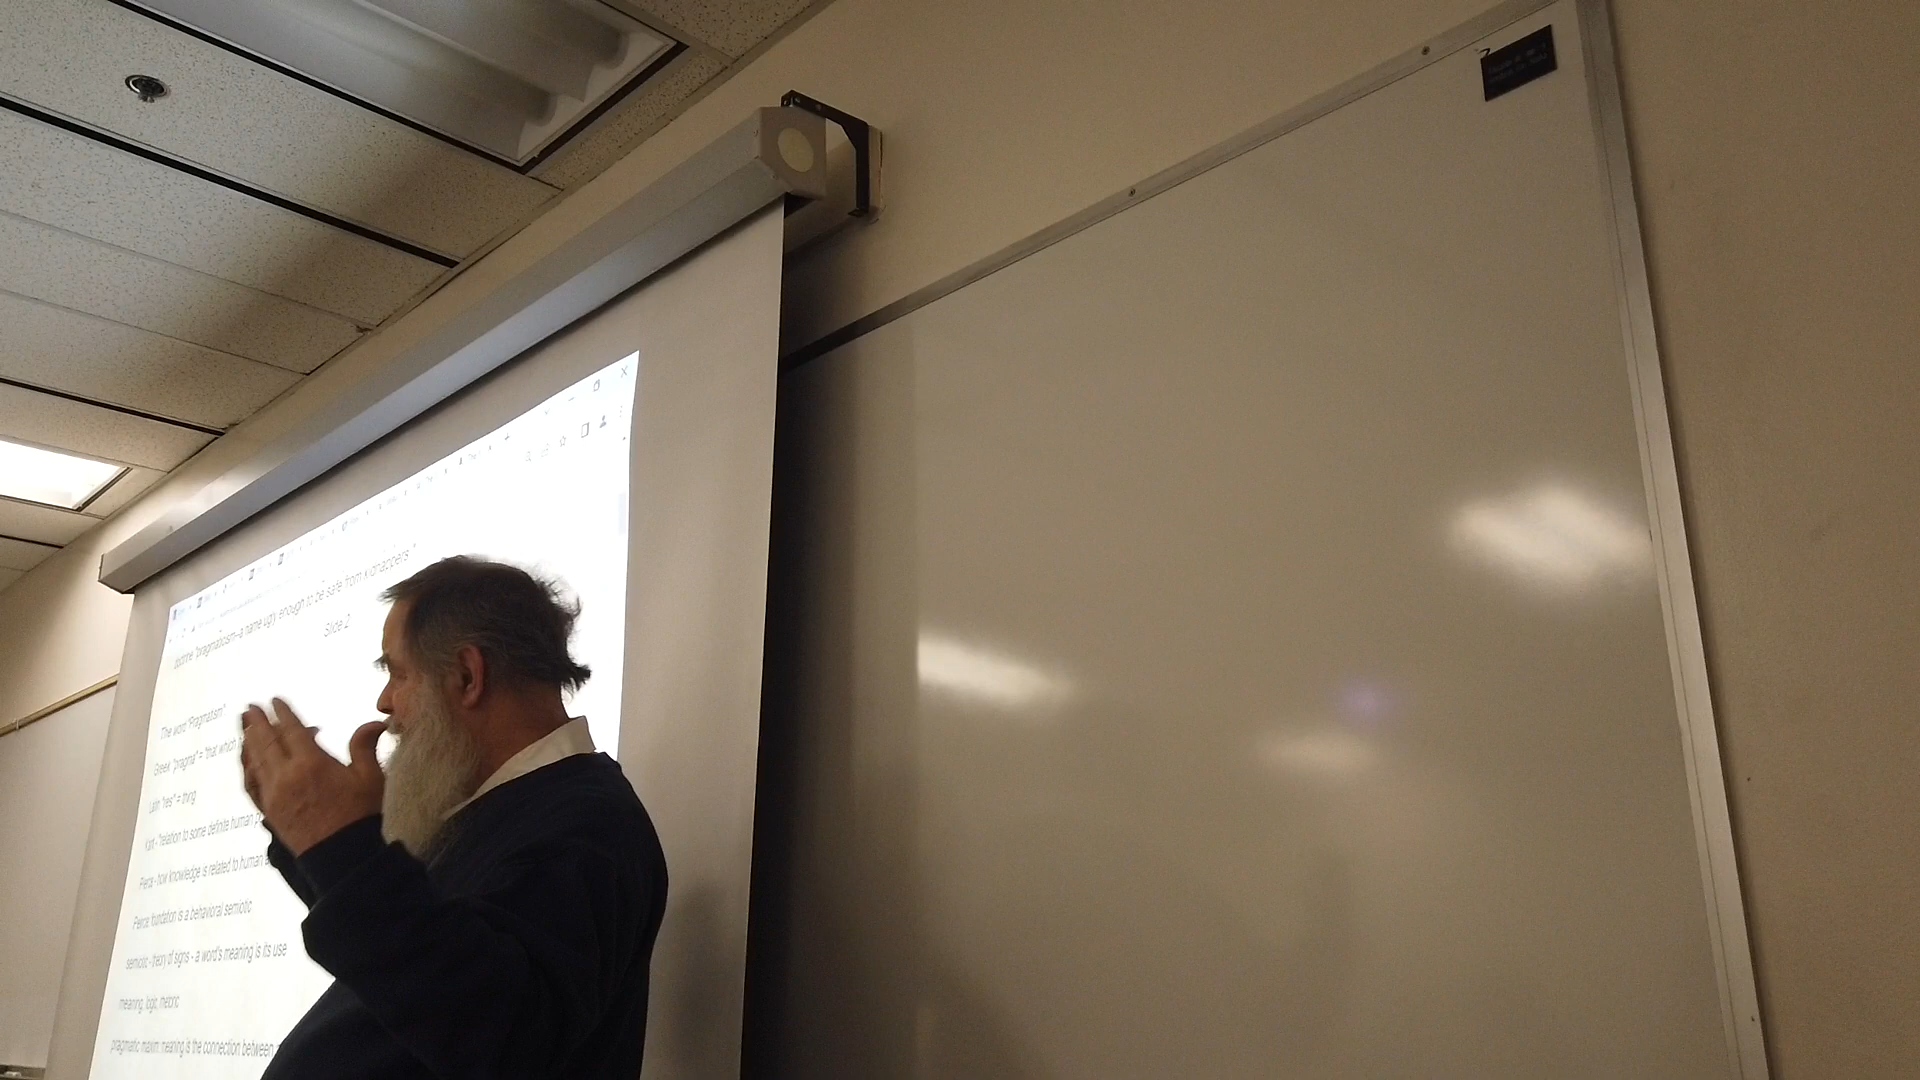 doctrine "pragmaticism--a name ugly enough to be safe from kidnappers."
Slide 2
The word "Pragmatism"
Greek "pragma" = "that which
Latin "res" = thing
Kant - "relation to some definite human
Pierce - how knowledge is related to human
Peirce foundation is a behavioral semiotic
semiotic - theory of signs - a word's meaning is its use
meaning, logic, rhetoric
pragmatic maxim: meaning is the connection between